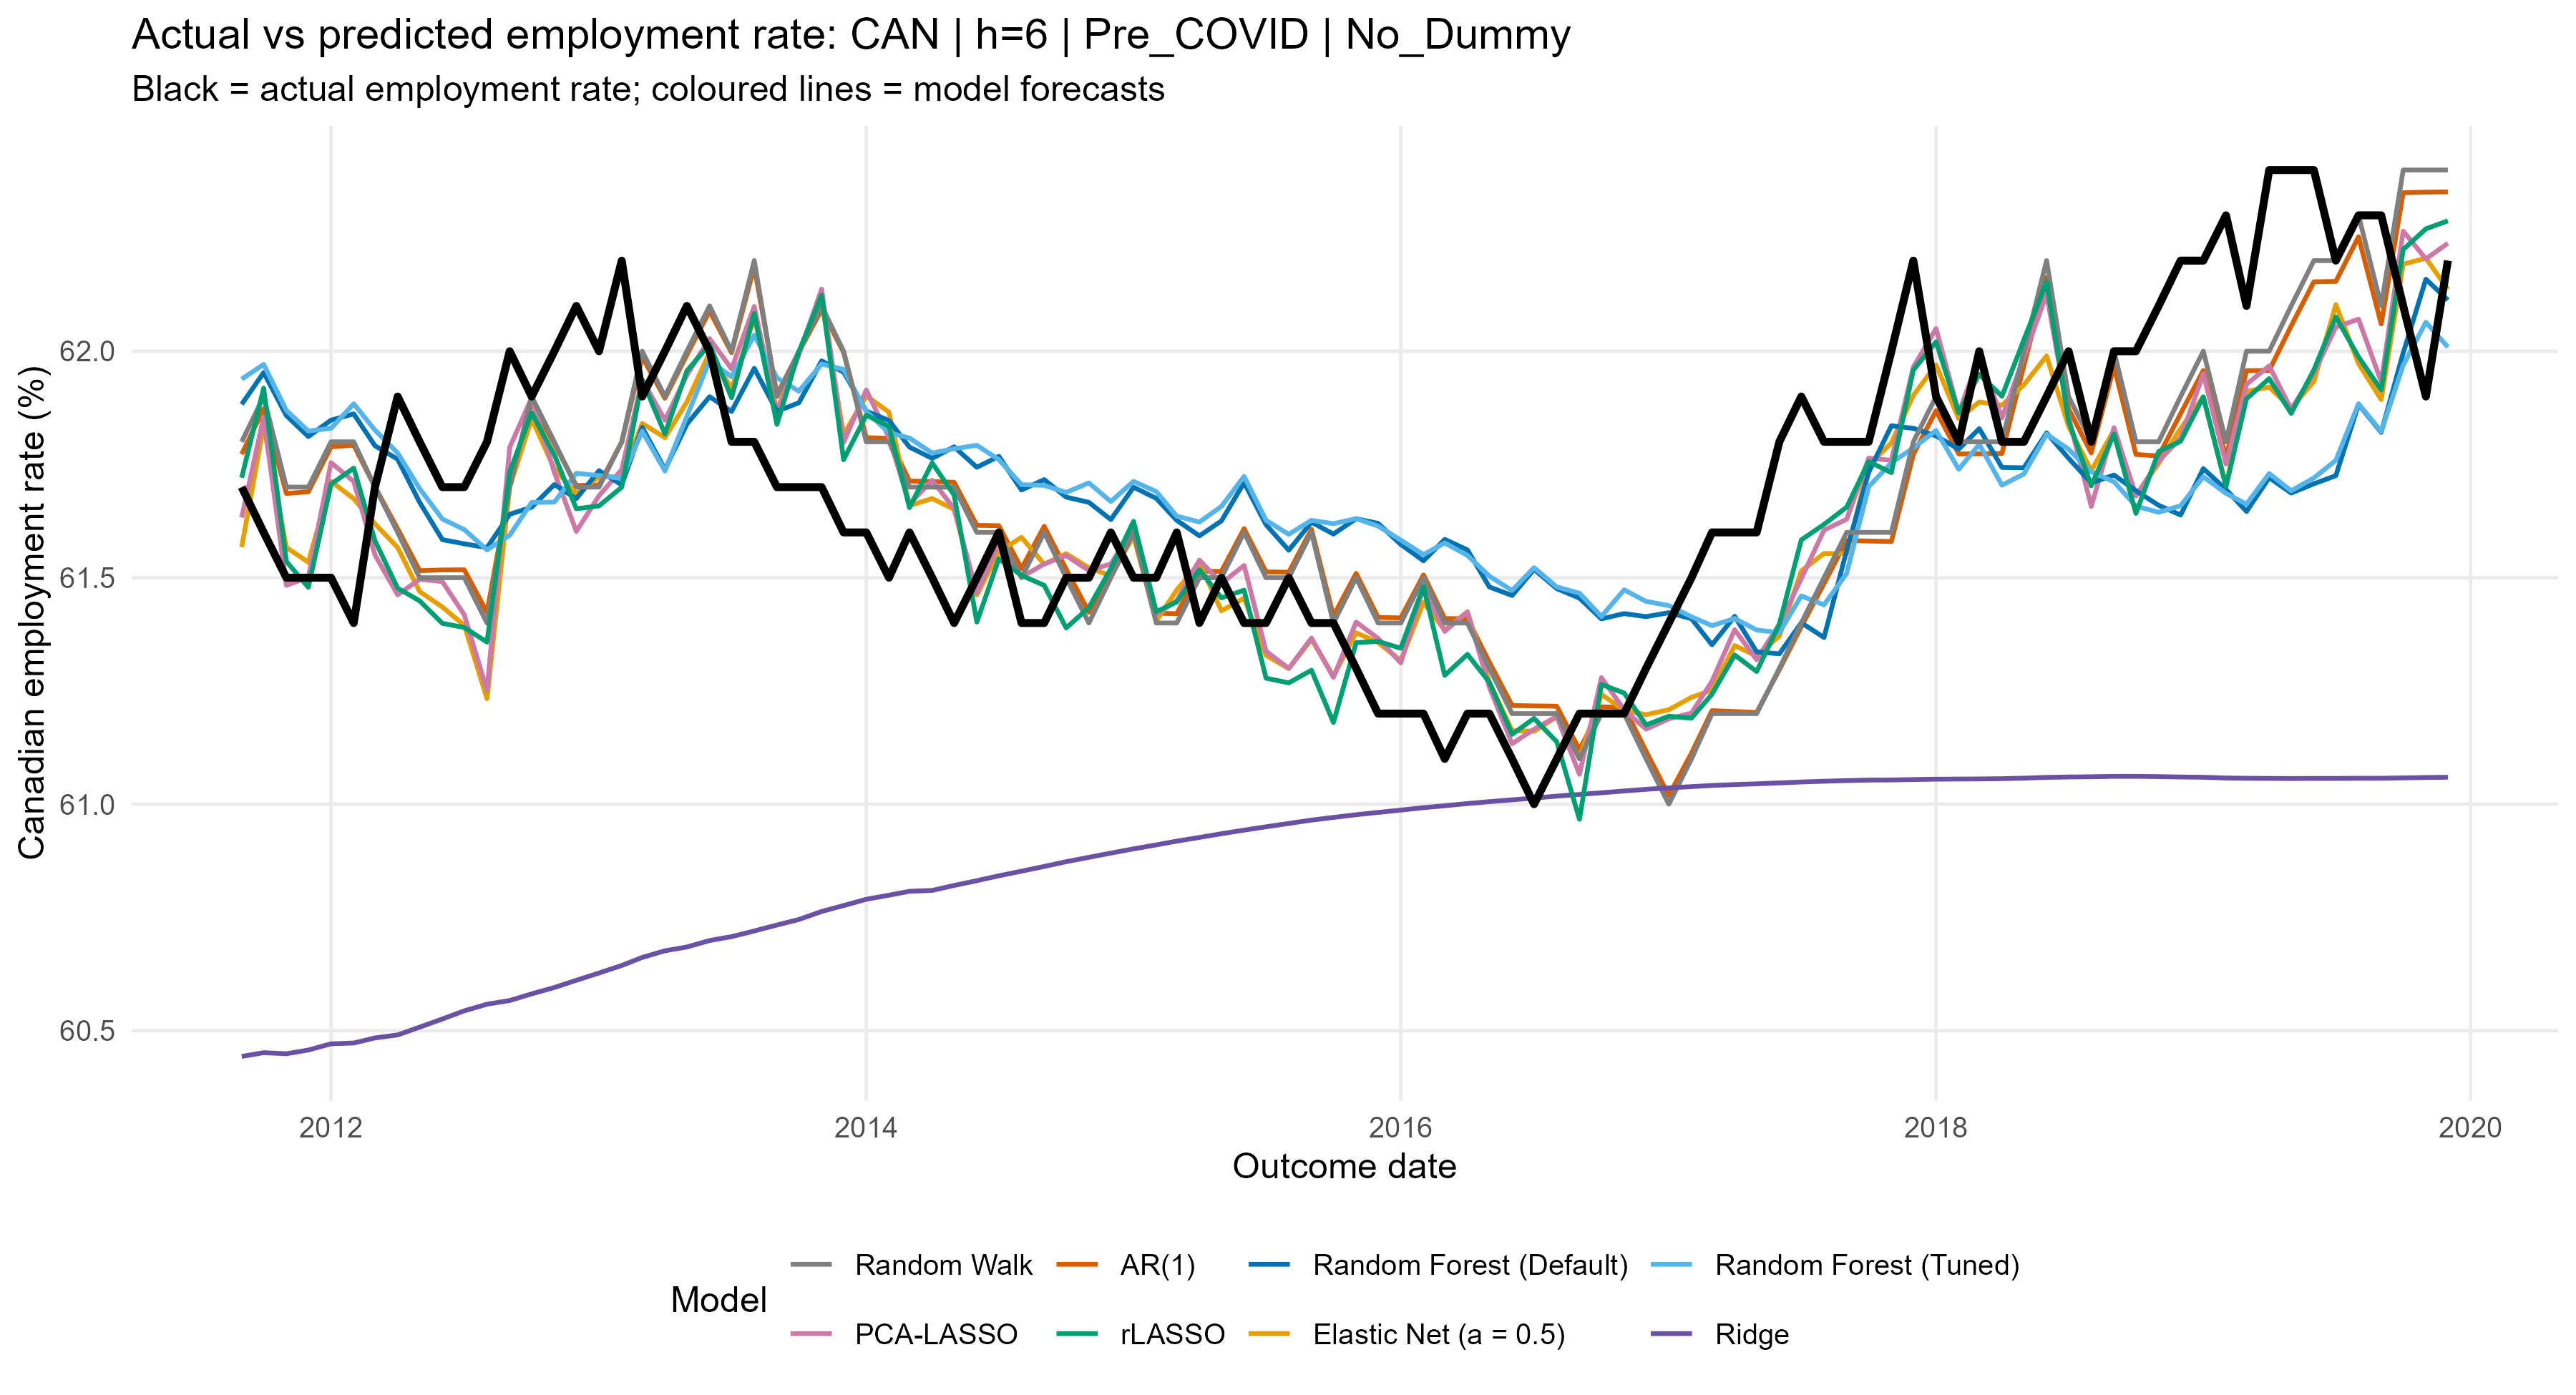 Actual vs predicted employment rate: CAN | h=6 | Pre_COVID | No_Dummy
Black = actual employment rate; coloured lines = model forecasts
Canadian employment rate (%)
62.0
61.5
61.0
60.5
2012 2014 2016 2018 2020
Outcome date
Model
Random Walk AR(1) Random Forest (Default) Random Forest (Tuned)
PCA-LASSO rLASSO Elastic Net (a = 0.5) Ridge